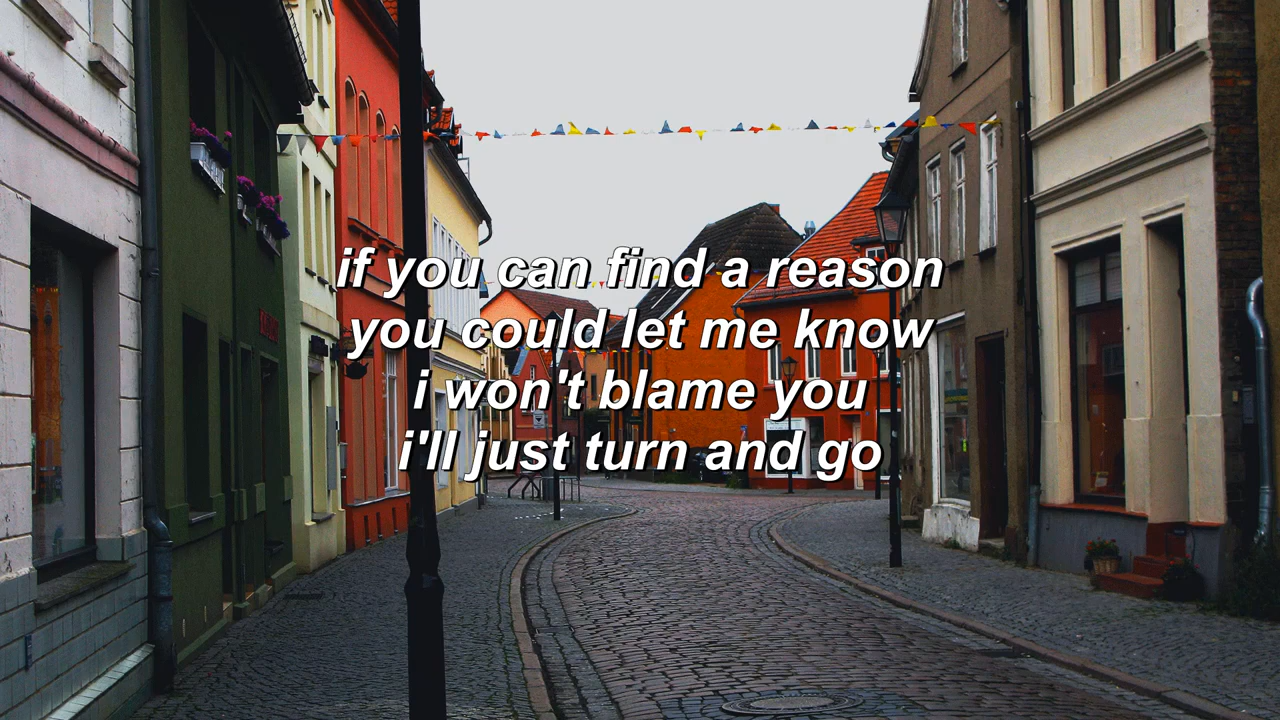 if you can find a reason
you could let me know
i won't blame you
i'll just turn and go